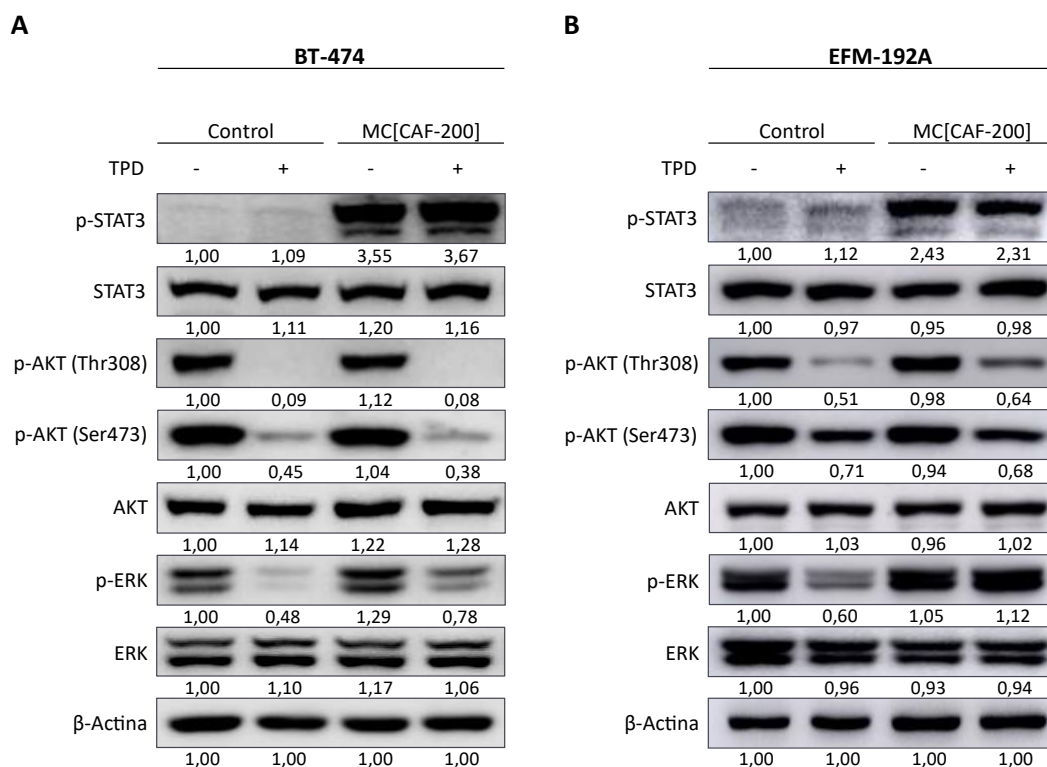 A
BT-474
Control MC[CAF-200]
TPD - + - +
p-STAT3
1,00 1,09 3,55 3,67
STAT3
1,00 1,11 1,20 1,16
p-AKT (Thr308)
1,00 0,09 1,12 0,08
p-AKT (Ser473)
1,00 0,45 1,04 0,38
AKT
1,00 1,14 1,22 1,28
p-ERK
1,00 0,48 1,29 0,78
ERK
1,00 1,10 1,17 1,06
β-Actina
1,00 1,00 1,00 1,00
B
EFM-192A
Control MC[CAF-200]
TPD - + - +
p-STAT3
1,00 1,12 2,43 2,31
STAT3
1,00 0,97 0,95 0,98
p-AKT (Thr308)
1,00 0,51 0,98 0,64
p-AKT (Ser473)
1,00 0,71 0,94 0,68
AKT
1,00 1,03 0,96 1,02
p-ERK
1,00 0,60 1,05 1,12
ERK
1,00 0,96 0,93 0,94
β-Actina
1,00 1,00 1,00 1,00